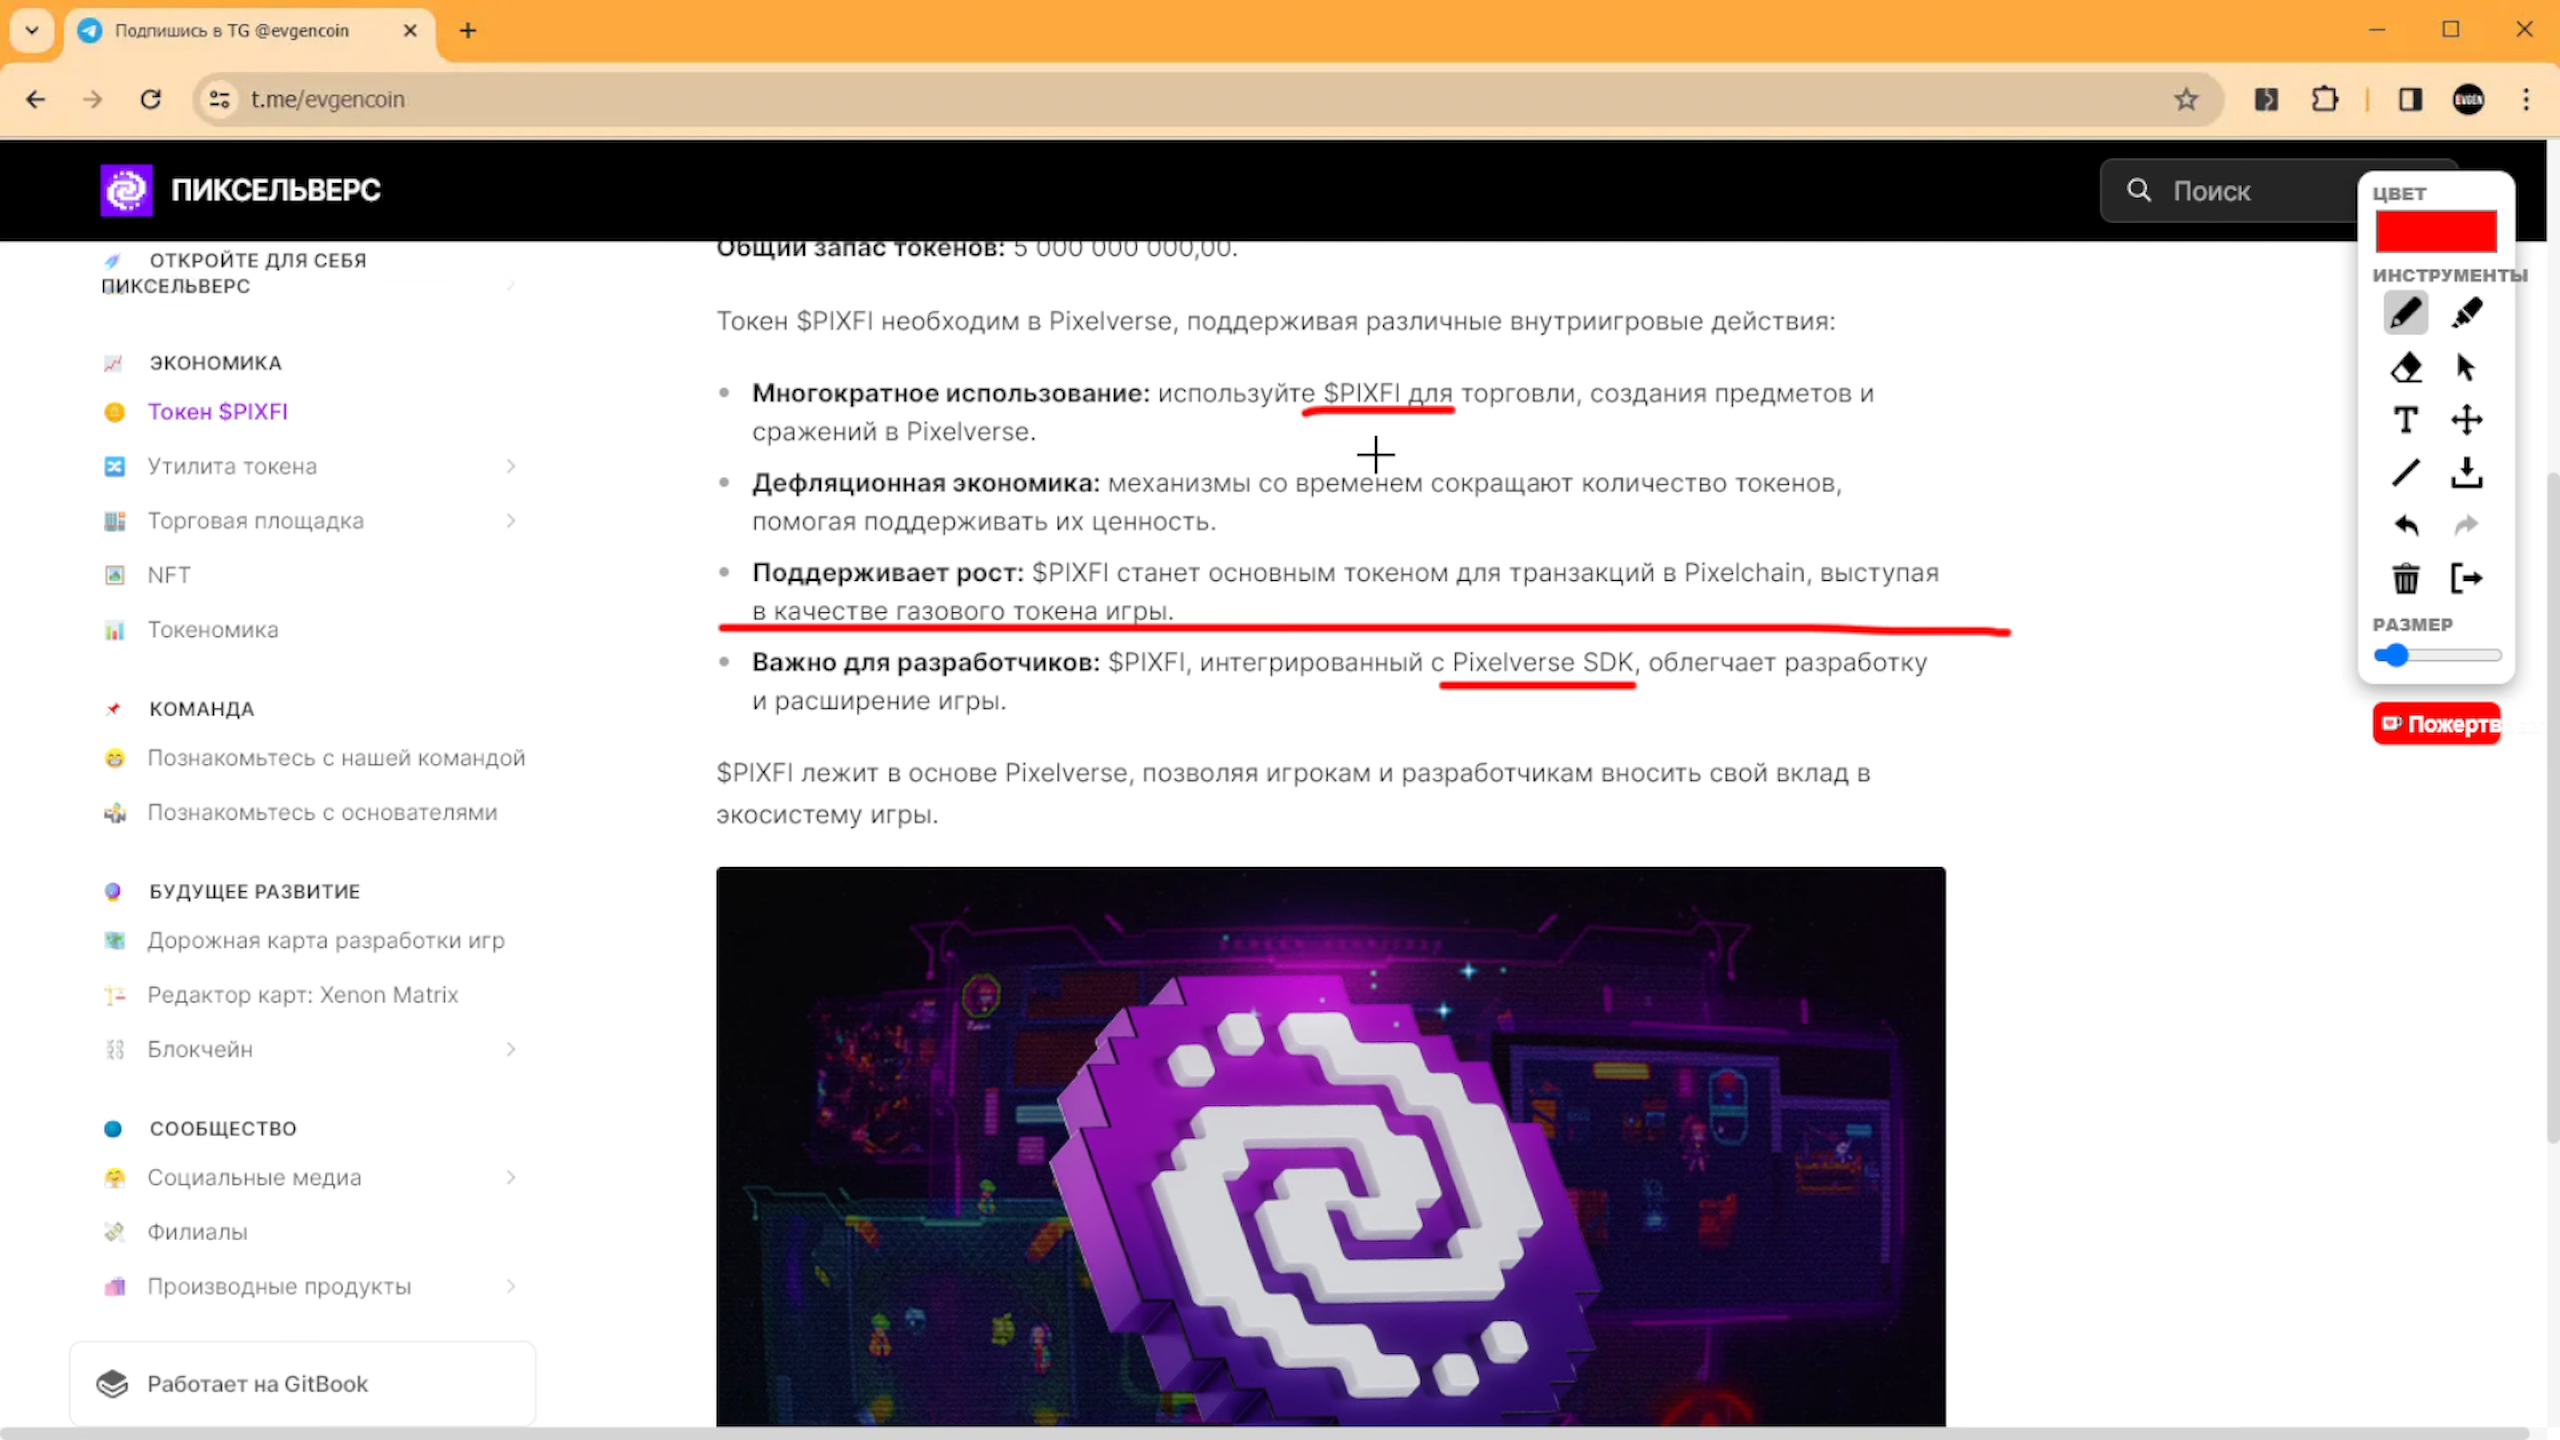 Подпишись в TG @evgencoin
t.me/evgencoin
EVGEN
ПИКСЕЛЬВЕРС
Поиск
ЦВЕТ
ИНСТРУМЕНТЫ
РАЗМЕР
Пожертв
ОТКРОЙТЕ ДЛЯ СЕБЯ
ПИКСЕЛЬВЕРС
ЭКОНОМИКА
Токен $PIXFI
Утилита токена
Торговая площадка
NFT
Токеномика
КОМАНДА
Познакомьтесь с нашей командой
Познакомьтесь с основателями
БУДУЩЕЕ РАЗВИТИЕ
Дорожная карта разработки игр
Редактор карт: Xenon Matrix
Блокчейн
СООБЩЕСТВО
Социальные медиа
Филиалы
Производные продукты
Работает на GitBook
Общий запас токенов: 5 000 000 000,00.
Токен $PIXFI необходим в Pixelverse, поддерживая различные внутриигровые действия:
Многократное использование: используйте $PIXFI для торговли, создания предметов и
сражений в Pixelverse.
Дефляционная экономика: механизмы со временем сокращают количество токенов,
помогая поддерживать их ценность.
Поддерживает рост: $PIXFI станет основным токеном для транзакций в Pixelchain, выступая
в качестве газового токена игры.
Важно для разработчиков: $PIXFI, интегрированный с Pixelverse SDK, облегчает разработку
и расширение игры.
$PIXFI лежит в основе Pixelverse, позволяя игрокам и разработчикам вносить свой вклад в
экосистему игры.